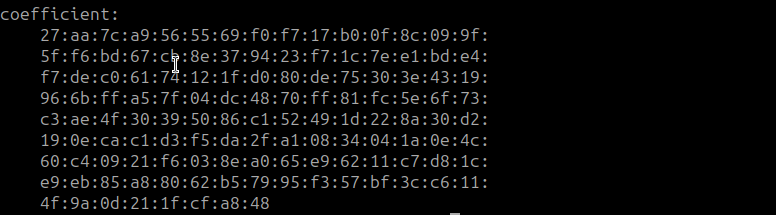 coefficient:
27:aa:7c:a9:56:55:69:f0:f7:17:b0:0f:8c:09:9f:
5f:f6:bd:67:cb:8e:37:94:23:f7:1c:7e:e1:bd:e4:
f7:de:c0:61:74:12:1f:d0:80:de:75:30:3e:43:19:
96:6b:ff:a5:7f:04:dc:48:70:ff:81:fc:5e:6f:73:
c3:ae:4f:30:39:50:86:c1:52:49:1d:22:8a:30:d2:
19:0e:ca:c1:d3:f5:da:2f:a1:08:34:04:1a:0e:4c:
60:c4:09:21:f6:03:8e:a0:65:e9:62:11:c7:d8:1c:
e9:eb:85:a8:80:62:b5:79:95:f3:57:bf:3c:c6:11:
4f:9a:0d:21:1f:cf:a8:48